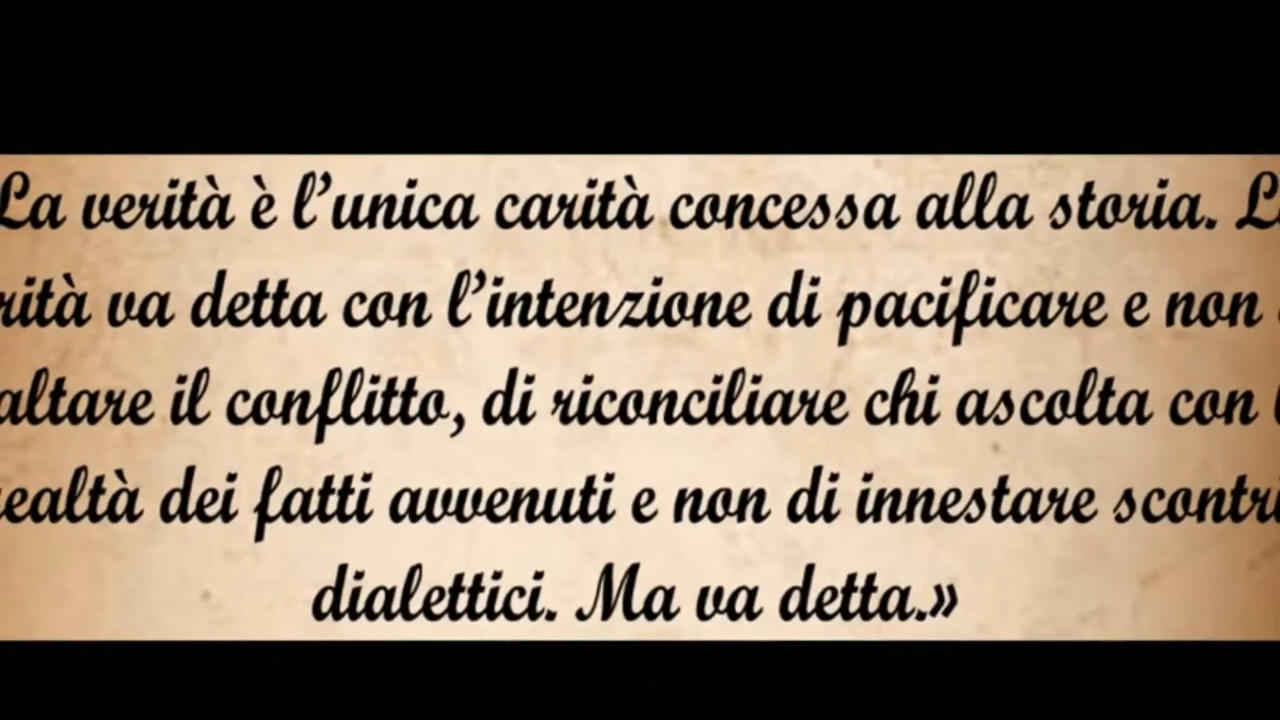 La verità è l'unica carità concessa alla storia. L
rità va detta con l'intenzione di pacificare e non
altare il conflitto, di riconciliare chi ascolta con
ealtà dei fatti avvenuti e non di innestare scontri
dialettici. Ma va detta.»